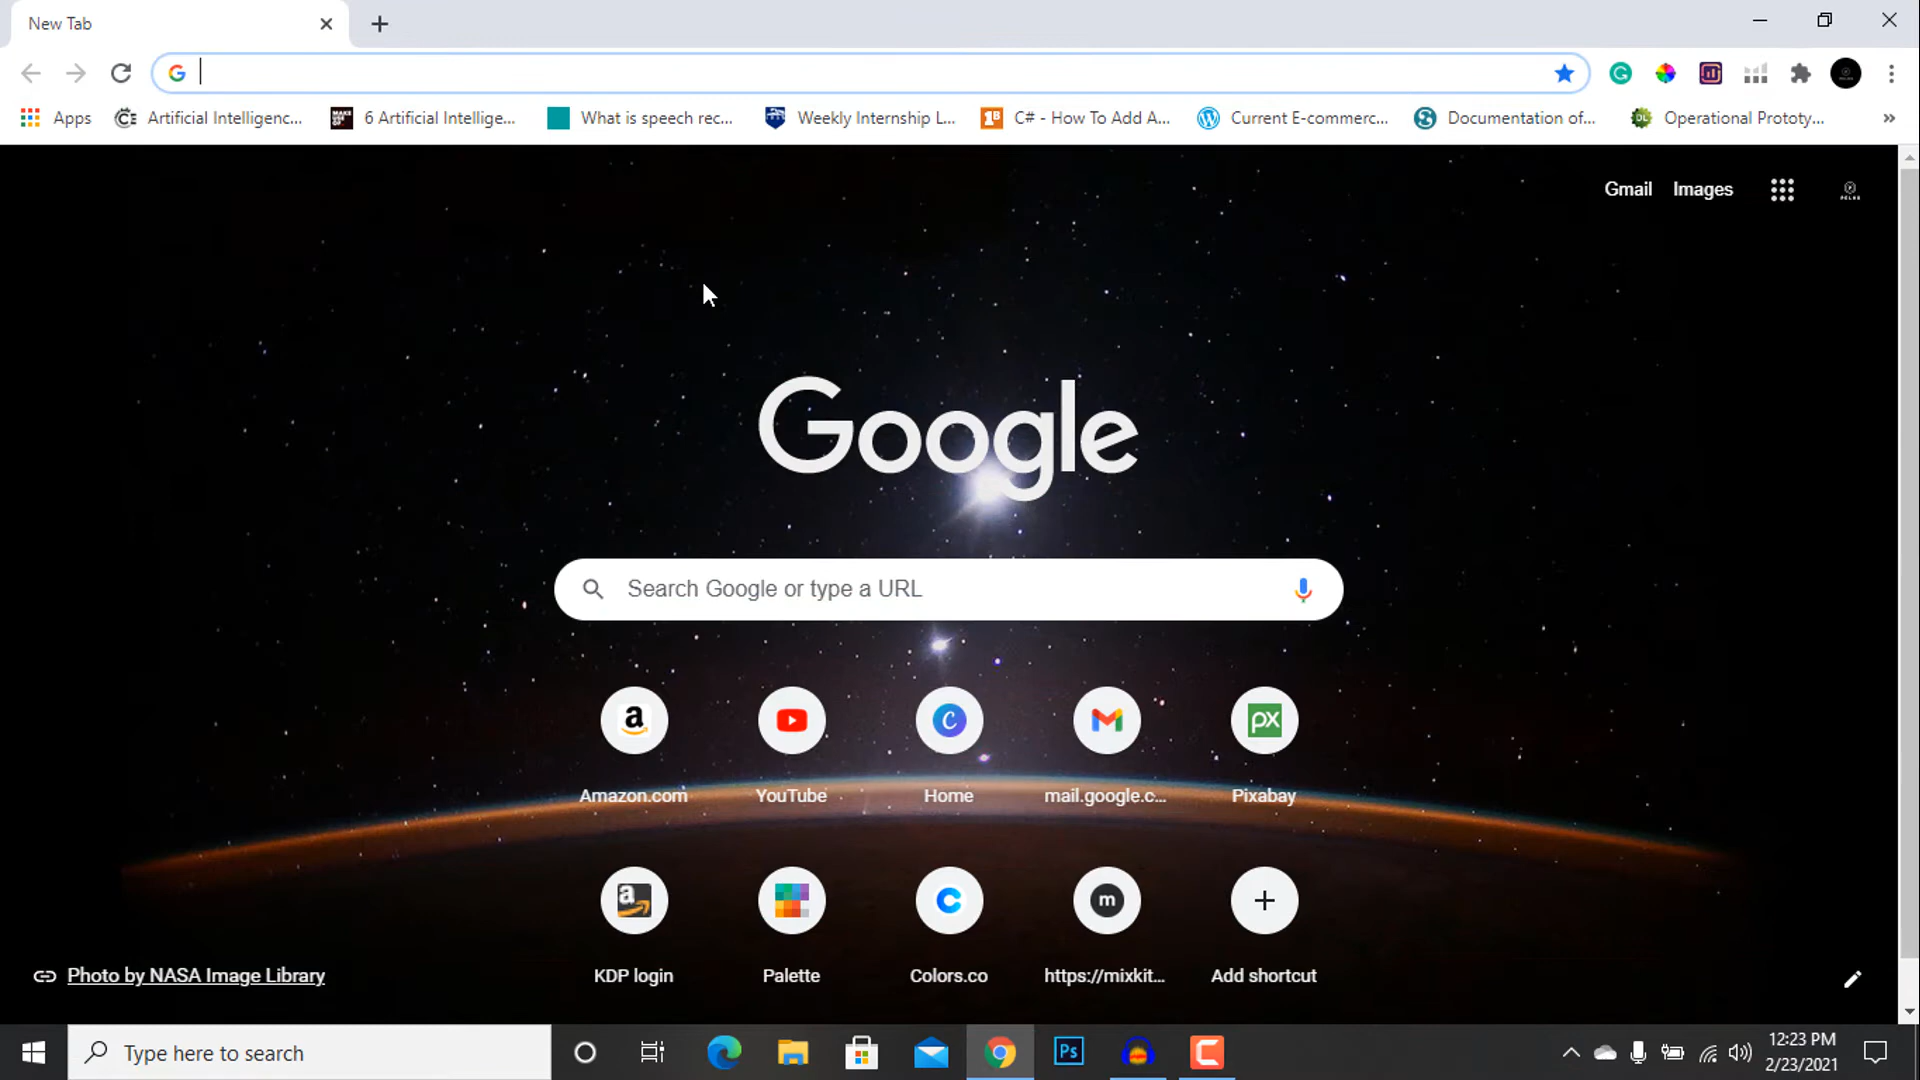 New Tab
Apps
Artificial Intelligenc...
6 Artificial Intellige...
What is speech rec...
Weekly Internship L...
C# - How To Add A...
Current E-commerc...
Documentation of...
Operational Prototy...
Gmail Images
Google
Search Google or type a URL
Amazon.com
YouTube
Home
mail.google.c...
Pixabay
KDP login
Palette
Colors.co
https://mixkit...
Add shortcut
Photo by NASA Image Library
Type here to search
Ps
12:23 PM
2/23/2021